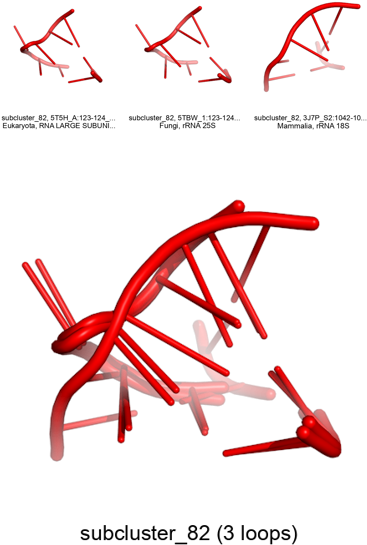 subcluster_82, 5T5H_A:123-124_...
Eukaryota, RNA LARGE SUBUNI...
subcluster_82, 5TBW_1:123-124...
Fungi, rRNA 25S
subcluster_82, 3J7P_S2:1042-10...
Mammalia, rRNA 18S
subcluster_82 (3 loops)